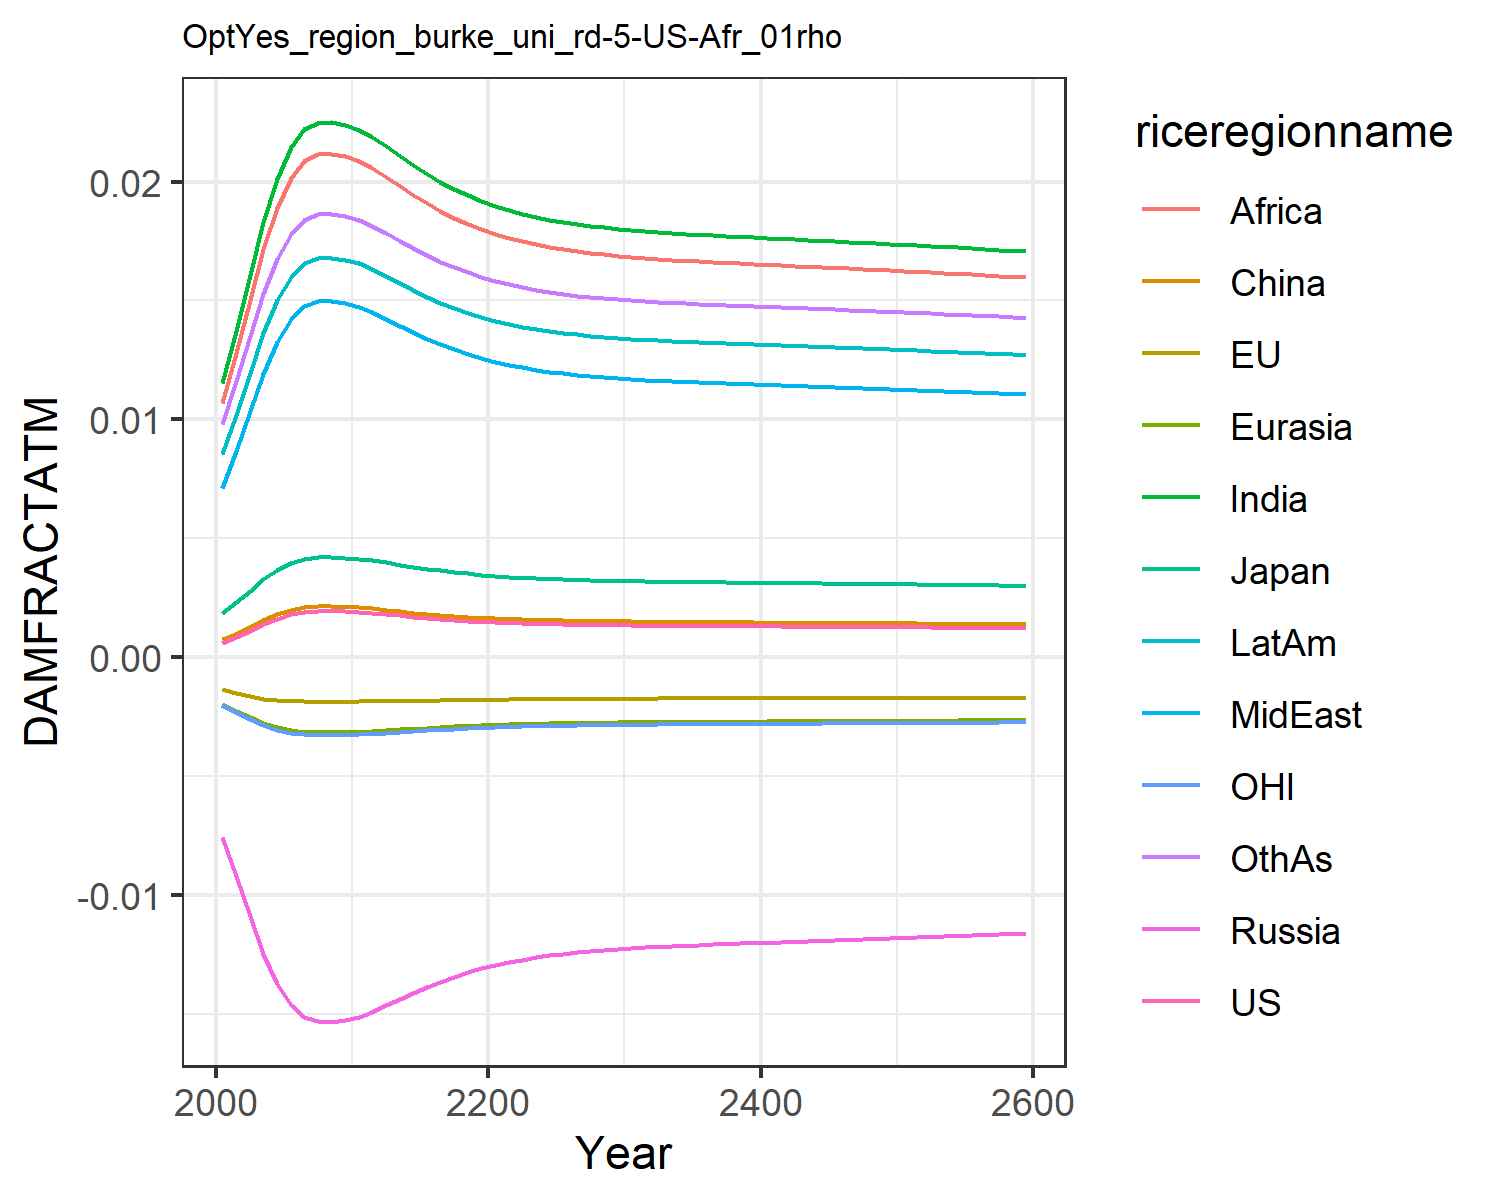 OptYes_region_burke_uni_rd-5-US-Afr_01rho
DAMFRACTATM
0.02
0.01
0.00
-0.01
2000 2200 2400 2600
Year
riceregionname
Africa
China
EU
Eurasia
India
Japan
LatAm
MidEast
OHI
OthAs
Russia
US